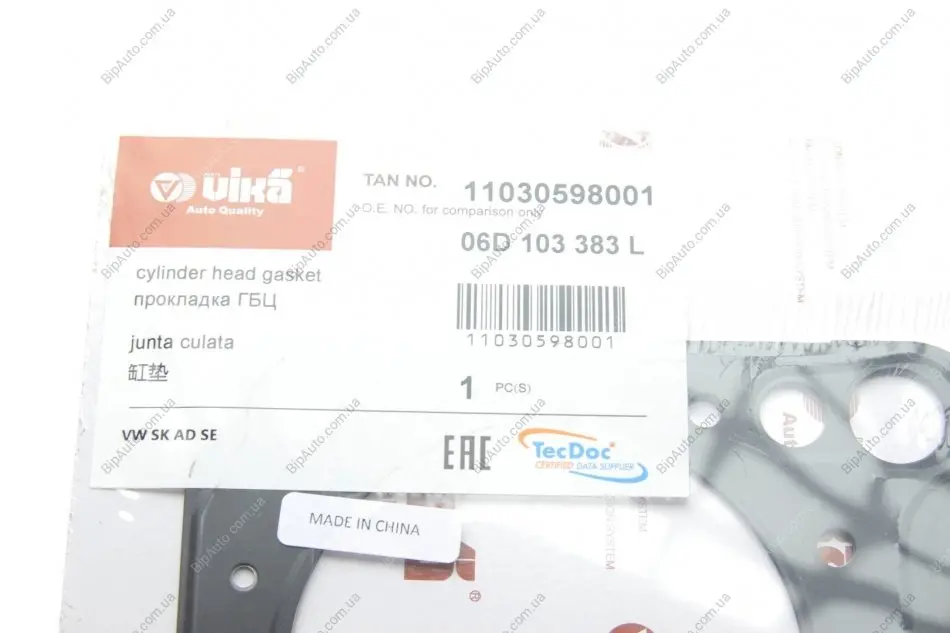 vika®
Auto Quality
TAN NO. 11030598001
O.E. NO. for comparison only
06D 103 383 L
cylinder head gasket
прокладка ГБЦ
junta culata
缸垫
11030598001
1 PC(S)
VW SK AD SE
EAC
TecDoc
CERTIFIED DATA SUPPLIER
MADE IN CHINA
BipAuto.com.ua